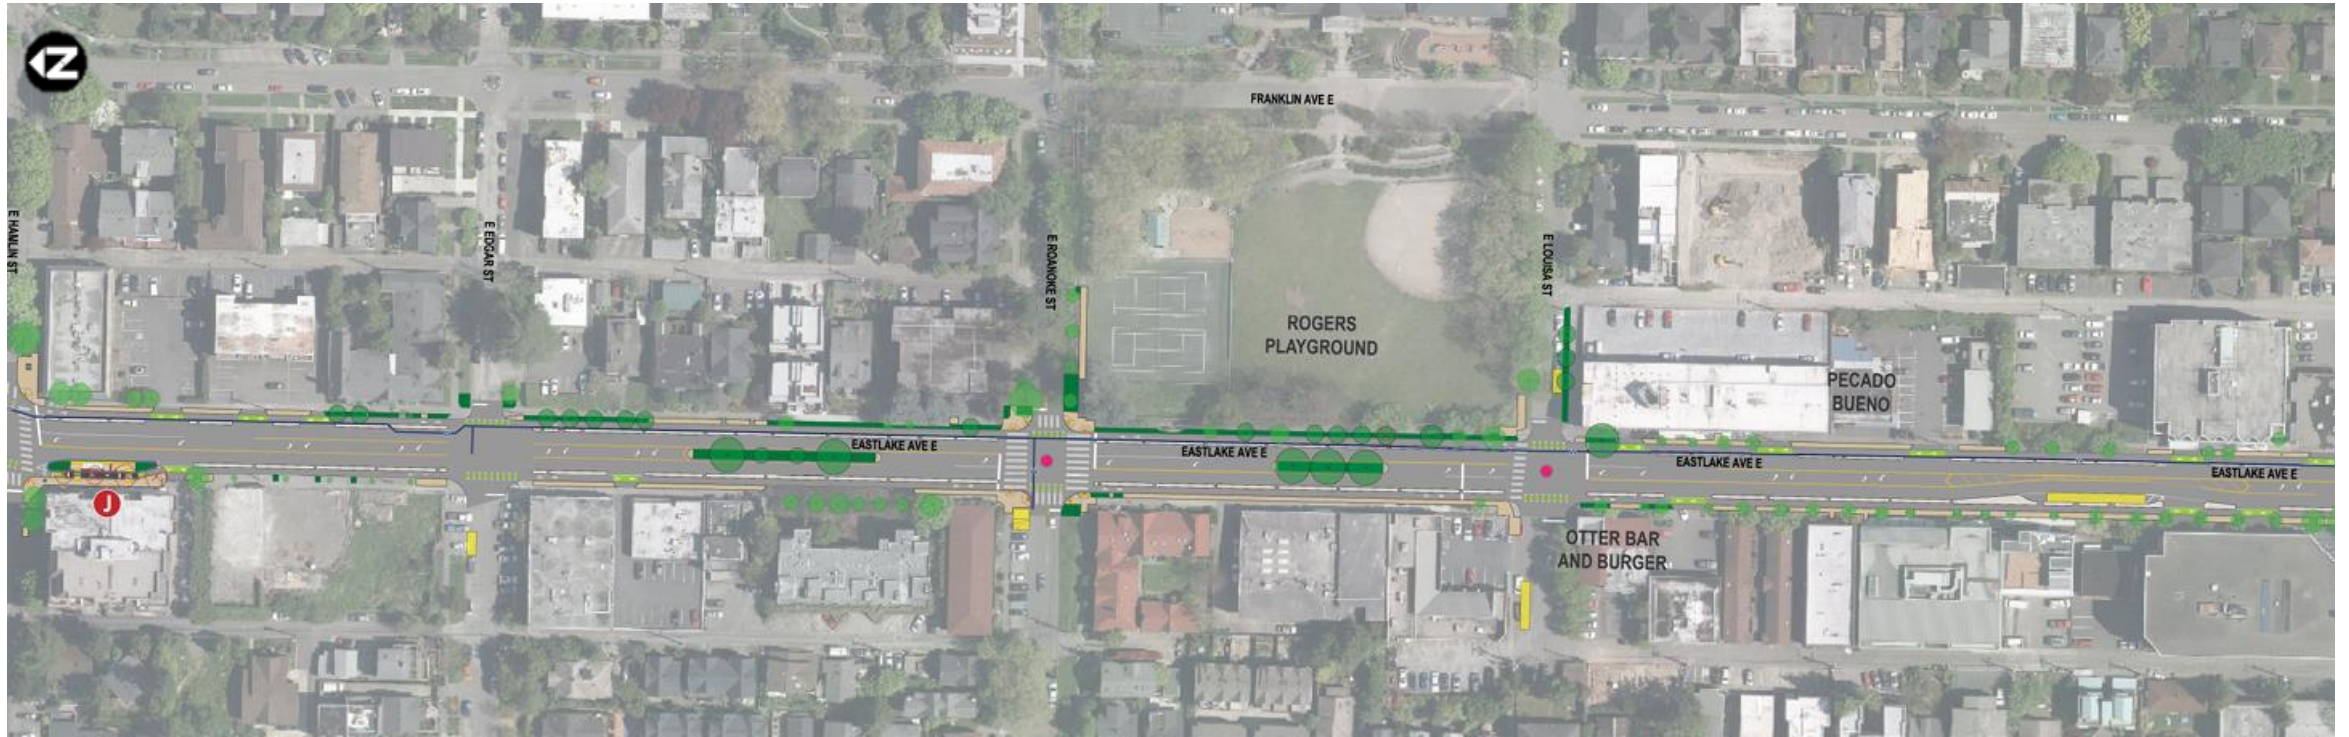 N
FRANKLIN AVE E
E HAMLIN ST
E EDGAR ST
E ROANOKE ST
E LOUISA ST
ROGERS
PLAYGROUND
PECADO
BUENO
EASTLAKE AVE E
EASTLAKE AVE E
EASTLAKE AVE E
EASTLAKE AVE E
J
OTTER BAR
AND BURGER